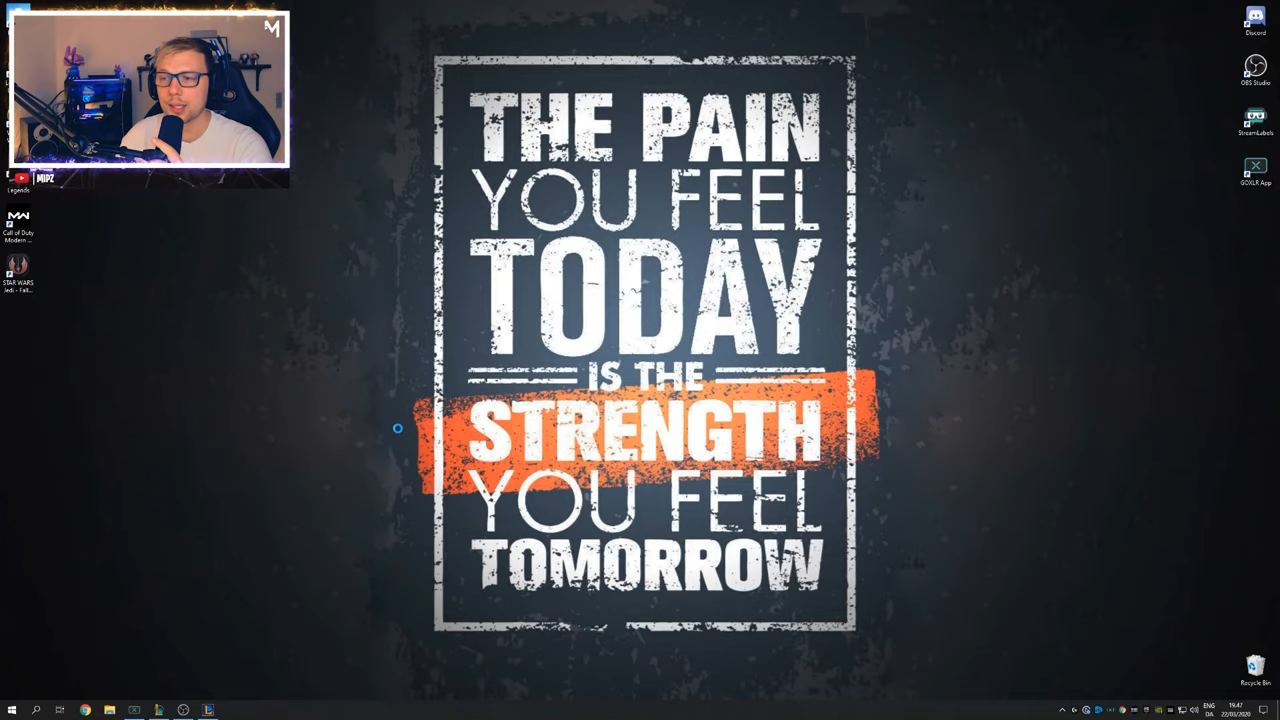 THE PAIN
YOU FEEL
TODAY
IS THE
STRENGTH
YOU FEEL
TOMORROW
M
MIPZ
Legends
Call of Duty
Modern ...
STAR WARS
Jedi - Fall...
Discord
OBS Studio
StreamLabels
GOXLR App
Recycle Bin
ENG
DA
19.47
22/03/2020